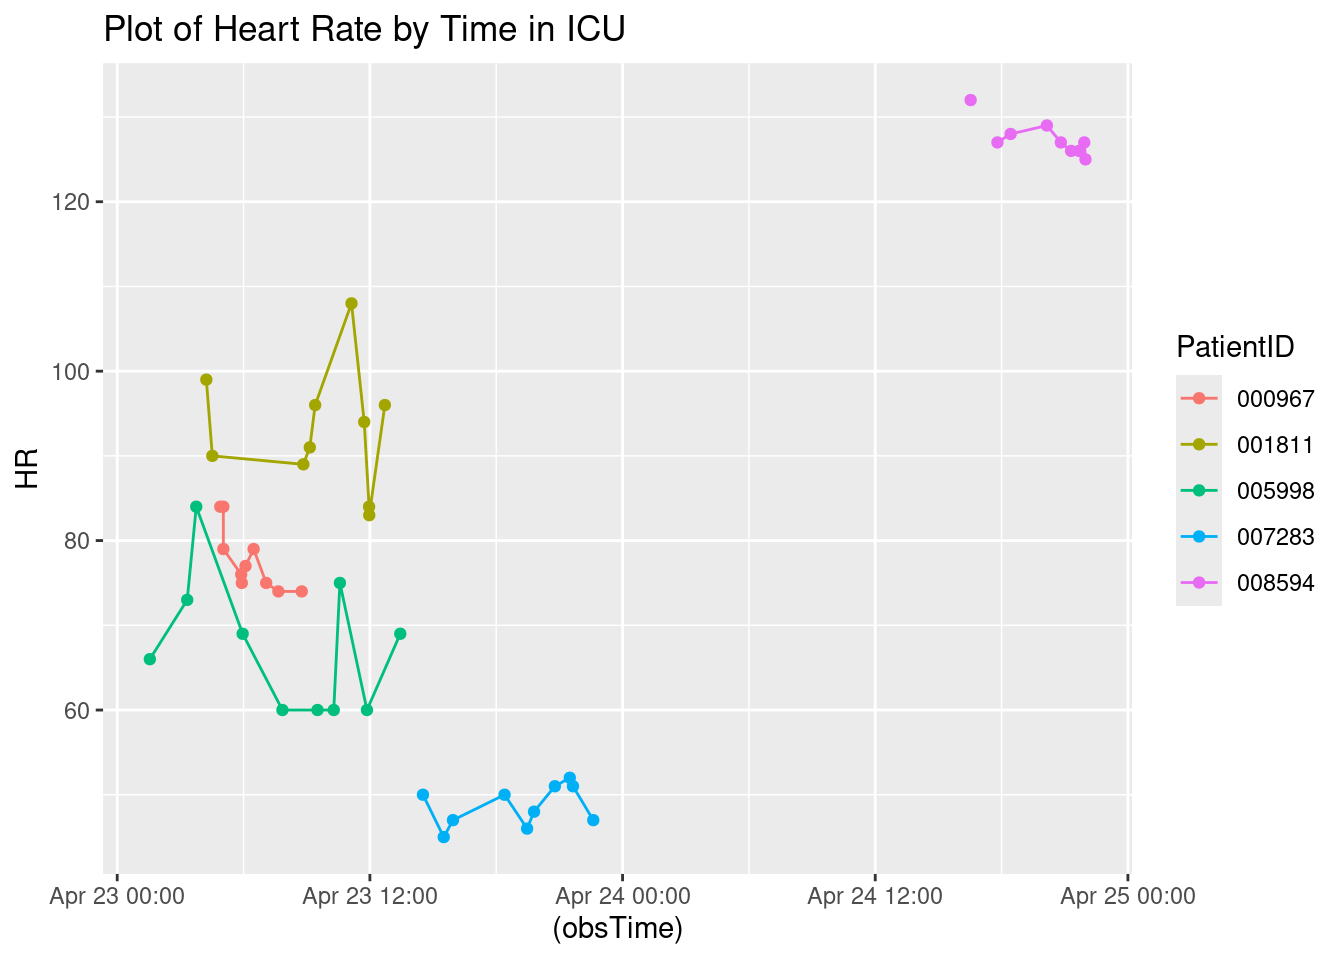 Plot of Heart Rate by Time in ICU
HR
120
100
80
60
Apr 23 00:00
Apr 23 12:00
Apr 24 00:00
Apr 24 12:00
Apr 25 00:00
(obsTime)
PatientID
000967
001811
005998
007283
008594